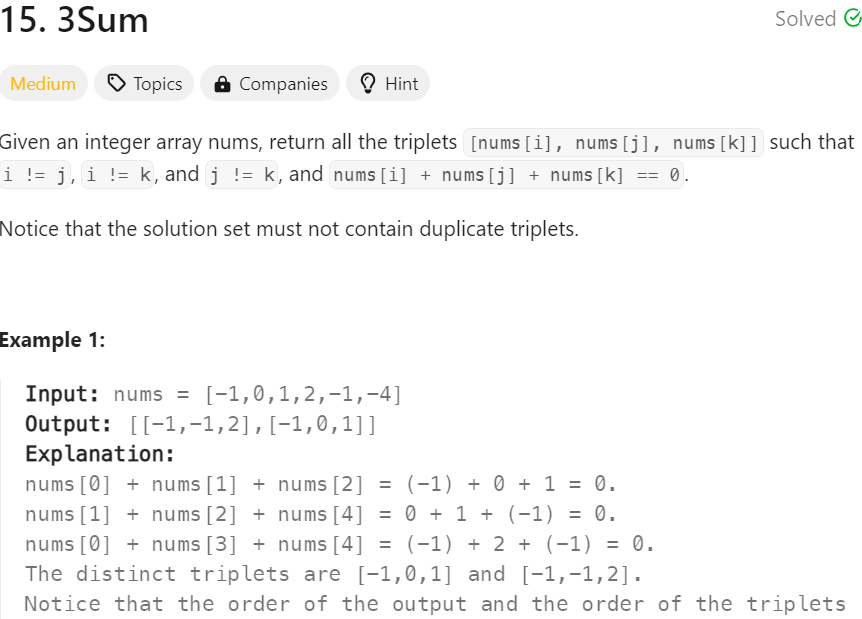 15. 3Sum
Solved
Medium Topics Companies Hint
Given an integer array nums, return all the triplets [nums[i], nums[j], nums[k]] such that
i != j, i != k, and j != k, and nums[i] + nums[j] + nums[k] == 0.
Notice that the solution set must not contain duplicate triplets.
Example 1:
Input: nums = [-1,0,1,2,-1,-4]
Output: [[-1,-1,2],[-1,0,1]]
Explanation:
nums[0] + nums[1] + nums[2] = (-1) + 0 + 1 = 0.
nums[1] + nums[2] + nums[4] = 0 + 1 + (-1) = 0.
nums[0] + nums[3] + nums[4] = (-1) + 2 + (-1) = 0.
The distinct triplets are [-1,0,1] and [-1,-1,2].
Notice that the order of the output and the order of the triplets